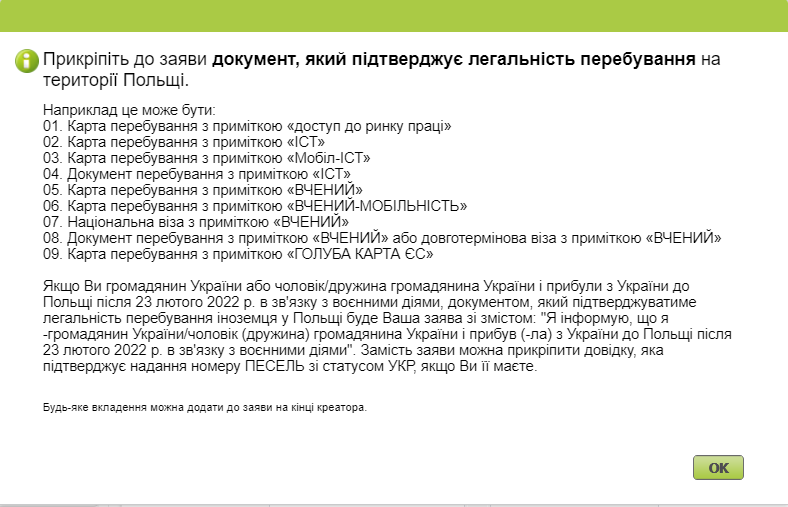 Прикріпіть до заяви документ, який підтверджує легальність перебування на
території Польщі.
Наприклад це може бути:
01. Карта перебування з приміткою «доступ до ринку праці»
02. Карта перебування з приміткою «ІСТ»
03. Карта перебування з приміткою «Мобіл-ІСТ»
04. Документ перебування з приміткою «ІСТ»
05. Карта перебування з приміткою «ВЧЕНИЙ»
06. Карта перебування з приміткою «ВЧЕНИЙ-МОБІЛЬНІСТЬ»
07. Національна віза з приміткою «ВЧЕНИЙ»
08. Документ перебування з приміткою «ВЧЕНИЙ» або довготермінова віза з приміткою «ВЧЕНИЙ»
09. Карта перебування з приміткою «ГОЛУБА КАРТА ЄС»
Якщо Ви громадянин України або чоловік/дружина громадянина України і прибули з України до
Польщі після 23 лютого 2022 р. в зв'язку з воєнними діями, документом, який підтверджуватиме
легальність перебування іноземця у Польщі буде Ваша заява зі змістом: "Я інформую, що я
-громадянин України/чоловік (дружина) громадянина України і прибув (-ла) з України до Польщі після
23 лютого 2022 р. в зв'язку з воєнними діями". Замість заяви можна прикріпити довідку, яка
підтверджує надання номеру ПЕСЕЛЬ зі статусом УКР, якщо Ви її маєте.
Будь-яке вкладення можна додати до заяви на кінці креатора.
OK